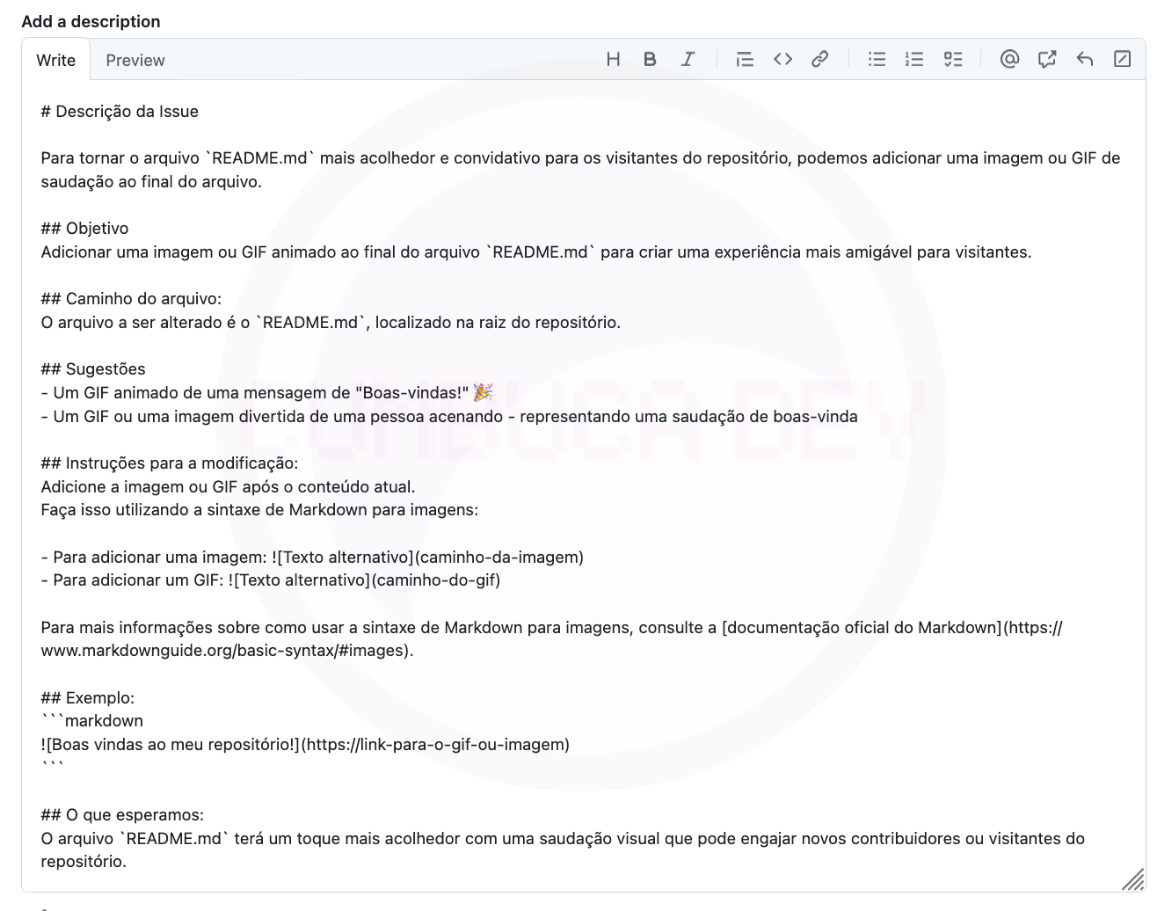 Add a description
Write Preview
# Descrição da Issue
Para tornar o arquivo `README.md` mais acolhedor e convidativo para os visitantes do repositório, podemos adicionar uma imagem ou GIF de
saudação ao final do arquivo.
## Objetivo
Adicionar uma imagem ou GIF animado ao final do arquivo `README.md` para criar uma experiência mais amigável para visitantes.
## Caminho do arquivo:
O arquivo a ser alterado é o `README.md`, localizado na raiz do repositório.
## Sugestões
- Um GIF animado de uma mensagem de "Boas-vindas!" 🎉
- Um GIF ou uma imagem divertida de uma pessoa acenando - representando uma saudação de boas-vinda
## Instruções para a modificação:
Adicione a imagem ou GIF após o conteúdo atual.
Faça isso utilizando a sintaxe de Markdown para imagens:
- Para adicionar uma imagem: ![Texto alternativo](caminho-da-imagem)
- Para adicionar um GIF: ![Texto alternativo](caminho-do-gif)
Para mais informações sobre como usar a sintaxe de Markdown para imagens, consulte a [documentação oficial do Markdown](https://
www.markdownguide.org/basic-syntax/#images).
## Exemplo:
```markdown
![Boas vindas ao meu repositório!](https://link-para-o-gif-ou-imagem)
```
## O que esperamos:
O arquivo `README.md` terá um toque mais acolhedor com uma saudação visual que pode engajar novos contribuidores ou visitantes do
repositório.